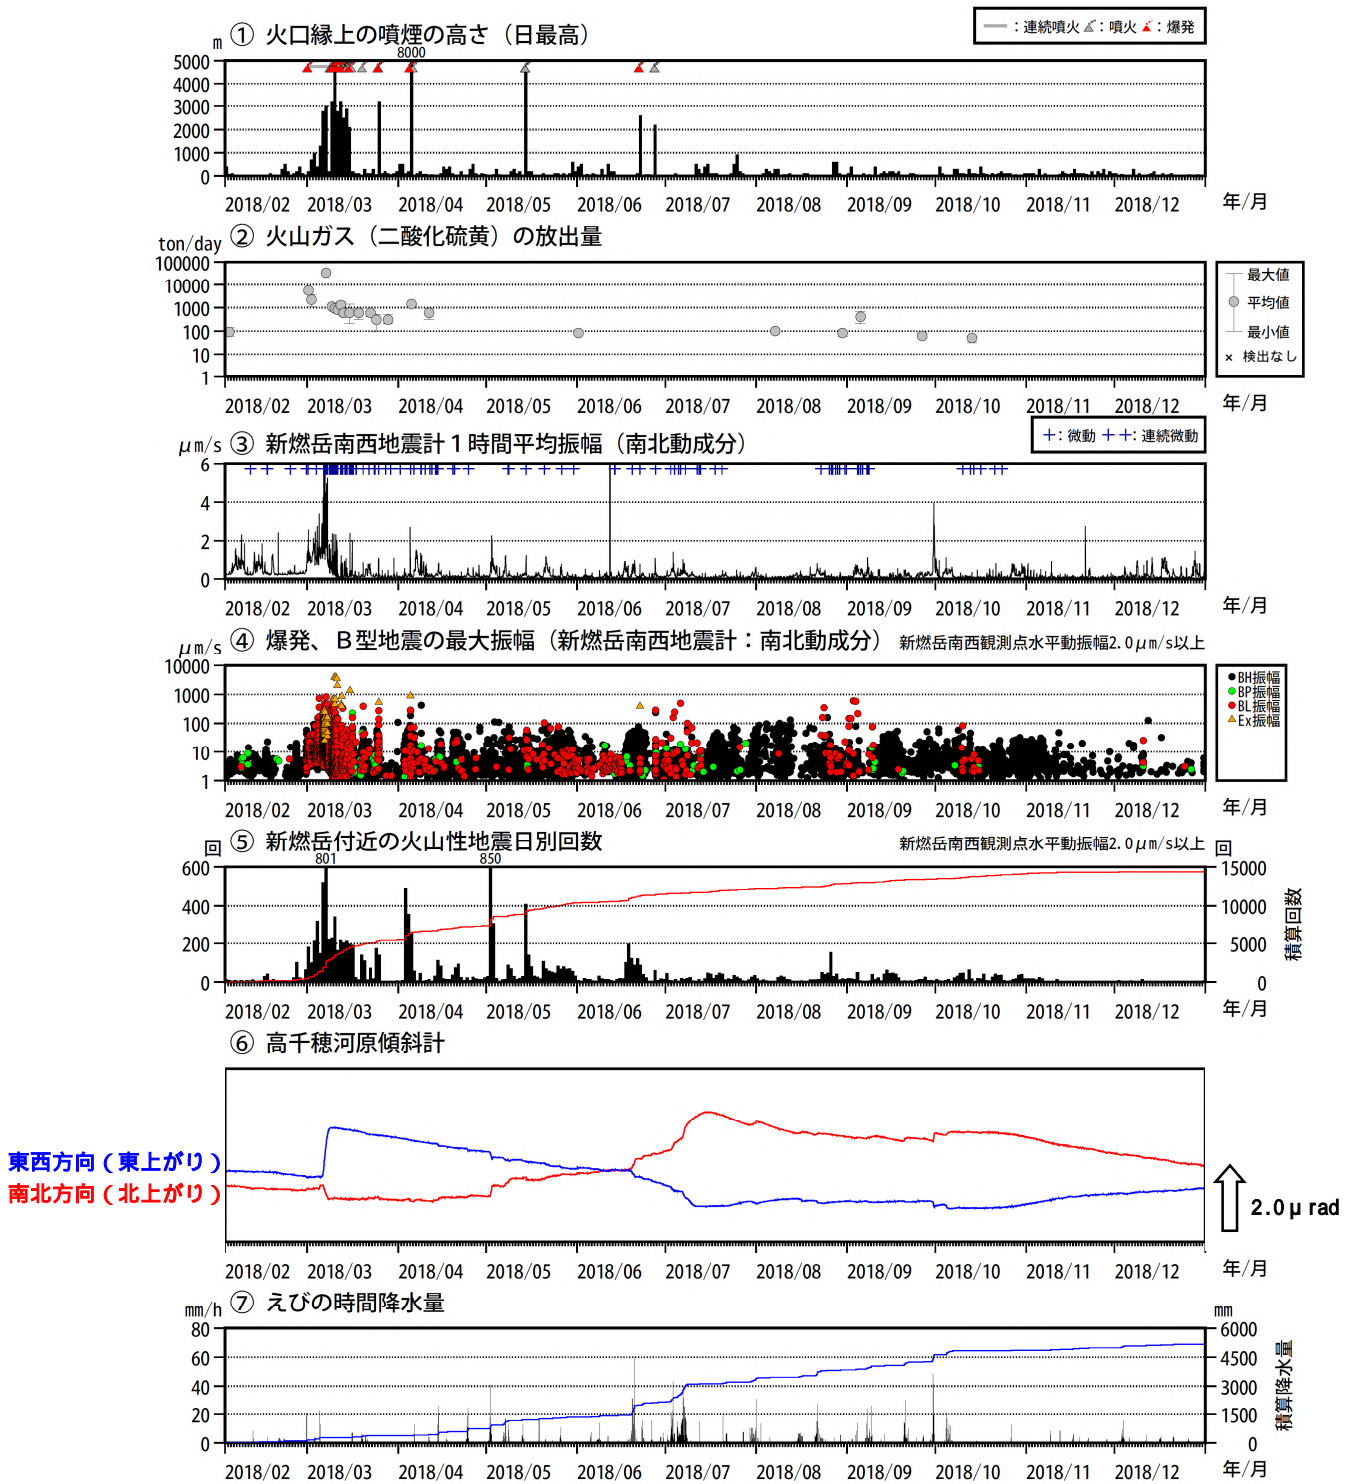 ① 火口縁上の噴煙の高さ（日最高）
：連続噴火 ：噴火 ：爆発
m
8000
5000
4000
3000
2000
1000
0
2018/02 2018/03 2018/04 2018/05 2018/06 2018/07 2018/08 2018/09 2018/10 2018/11 2018/12 年/月
② 火山ガス（二酸化硫黄）の放出量
ton/day
100000
10000
1000
100
10
1
最大値
平均値
最小値
× 検出なし
2018/02 2018/03 2018/04 2018/05 2018/06 2018/07 2018/08 2018/09 2018/10 2018/11 2018/12 年/月
③ 新燃岳南西地震計１時間平均振幅（南北動成分）
＋：微動 ＋＋：連続微動
μm/s
6
4
2
0
2018/02 2018/03 2018/04 2018/05 2018/06 2018/07 2018/08 2018/09 2018/10 2018/11 2018/12 年/月
④ 爆発、Ｂ型地震の最大振幅（新燃岳南西地震計：南北動成分） 新燃岳南西観測点水平動振幅2.0μm/s以上
μm/s
10000
1000
100
10
1
BH振幅
BP振幅
BL振幅
Ex振幅
2018/02 2018/03 2018/04 2018/05 2018/06 2018/07 2018/08 2018/09 2018/10 2018/11 2018/12 年/月
⑤ 新燃岳付近の火山性地震日別回数 新燃岳南西観測点水平動振幅2.0μm/s以上
回 801 850 回
600 15000
400 10000
200 5000
0 0
積算回数
2018/02 2018/03 2018/04 2018/05 2018/06 2018/07 2018/08 2018/09 2018/10 2018/11 2018/12 年/月
⑥ 高千穂河原傾斜計
東西方向（東上がり）
南北方向（北上がり）
2.0μ rad
2018/02 2018/03 2018/04 2018/05 2018/06 2018/07 2018/08 2018/09 2018/10 2018/11 2018/12 年/月
⑦ えびの時間降水量
mm/h mm
80 6000
60 4500
40 3000
20 1500
0 0
積算降水量
2018/02 2018/03 2018/04 2018/05 2018/06 2018/07 2018/08 2018/09 2018/10 2018/11 2018/12 年/月